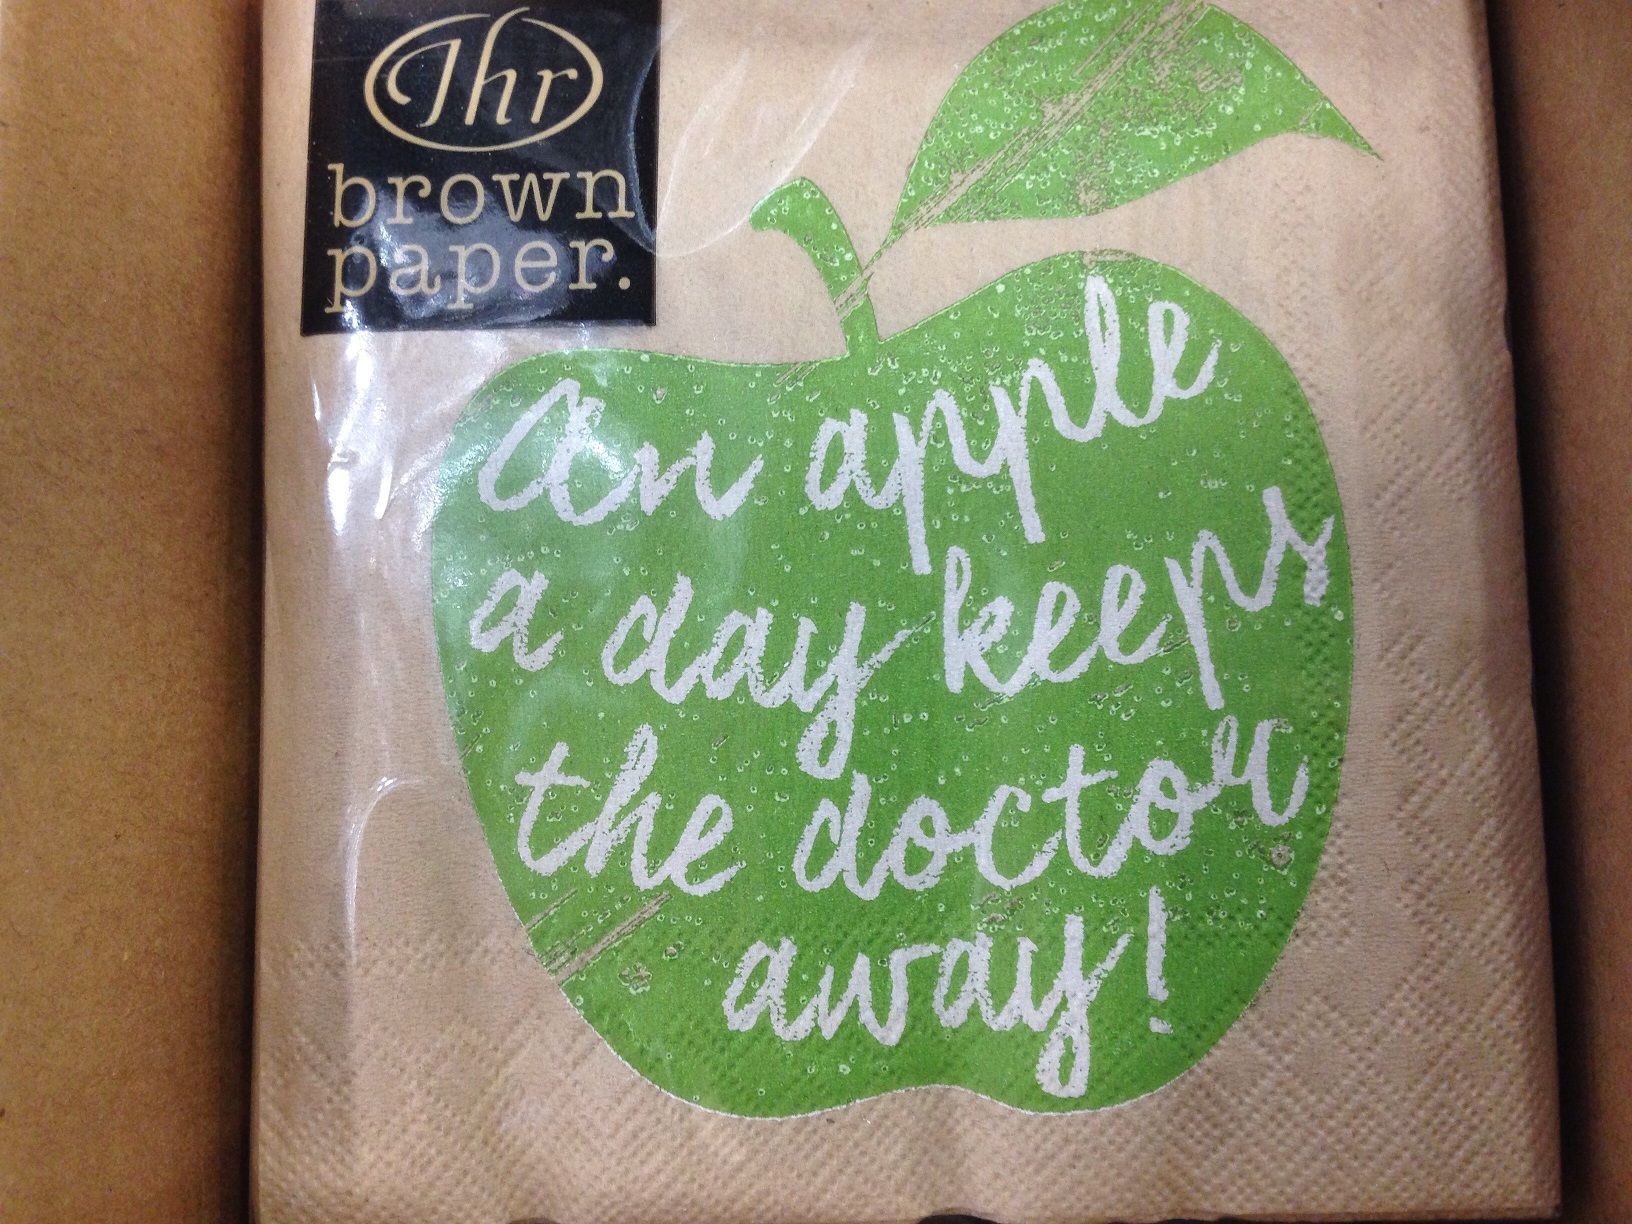 Ihr
brown
paper.
An apple
a day keeps
the doctor
away!